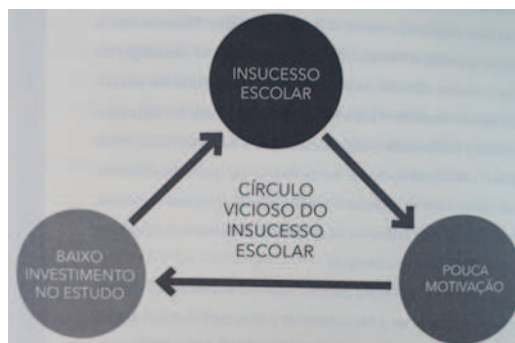 INSUCESSO
ESCOLAR
CÍRCULO
VICIOSO DO
INSUCESSO
ESCOLAR
BAIXO
INVESTIMENTO
NO ESTUDO
POUCA
MOTIVAÇÃO